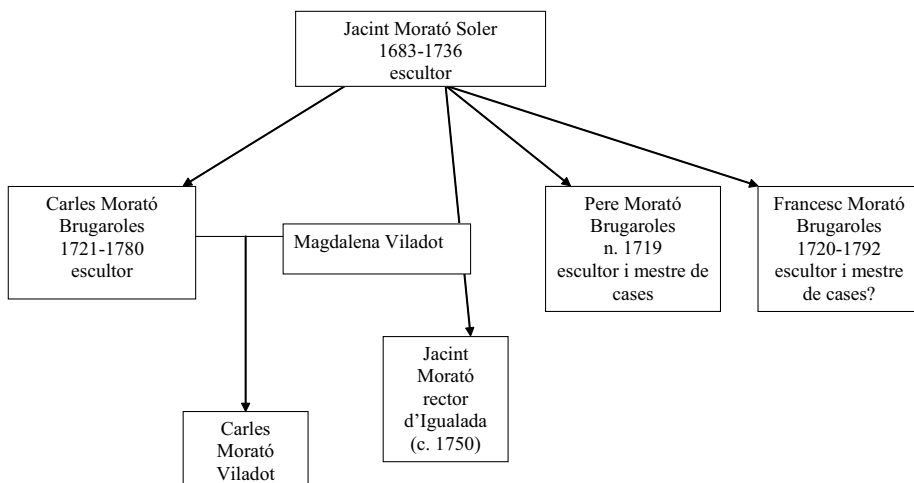 Jacint Morató Soler
1683-1736
escultor
Carles Morató
Brugaroles
1721-1780
escultor
Magdalena Viladot
Pere Morató
Brugaroles
n. 1719
escultor i mestre de
cases
Francesc Morató
Brugaroles
1720-1792
escultor i mestre
de cases?
Jacint
Morató
rector
d’Igualada
(c. 1750)
Carles
Morató
Viladot